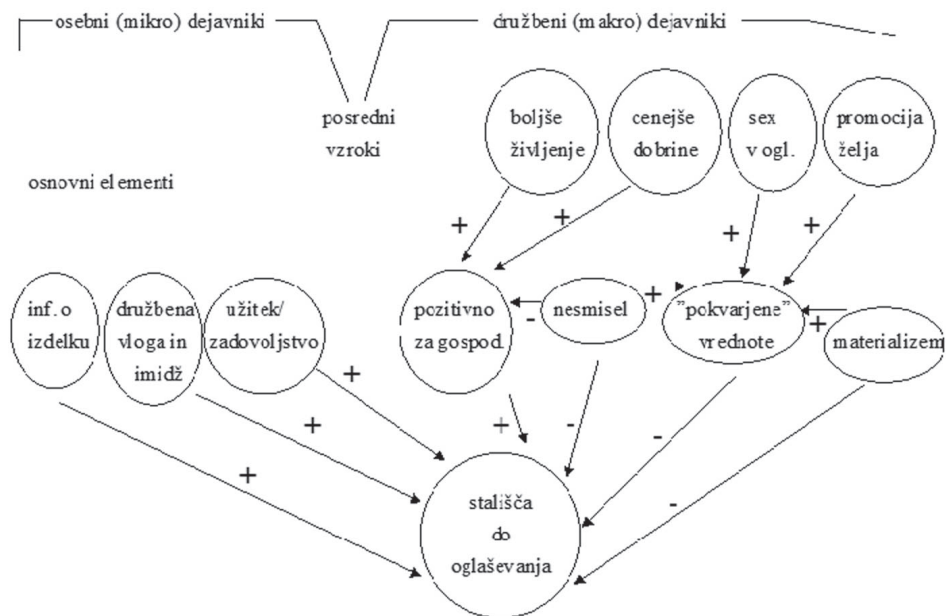 osebni (mikro) dejavniki
družbeni (makro) dejavniki
posredni
vzroki
boljše
življenje
cenejše
dobrine
sex
v ogl.
promocija
želja
osnovni elementi
+
+
+
+
inf. o
izdelku
družbena
vloga in
imidž
užitek/
zadovoljstvo
pozitivno
za gospod.
-
nesmisel
+
"pokvarjene"
vrednote
+
materializem
+
+
+
+
-
-
-
stališča
do
oglaševanja